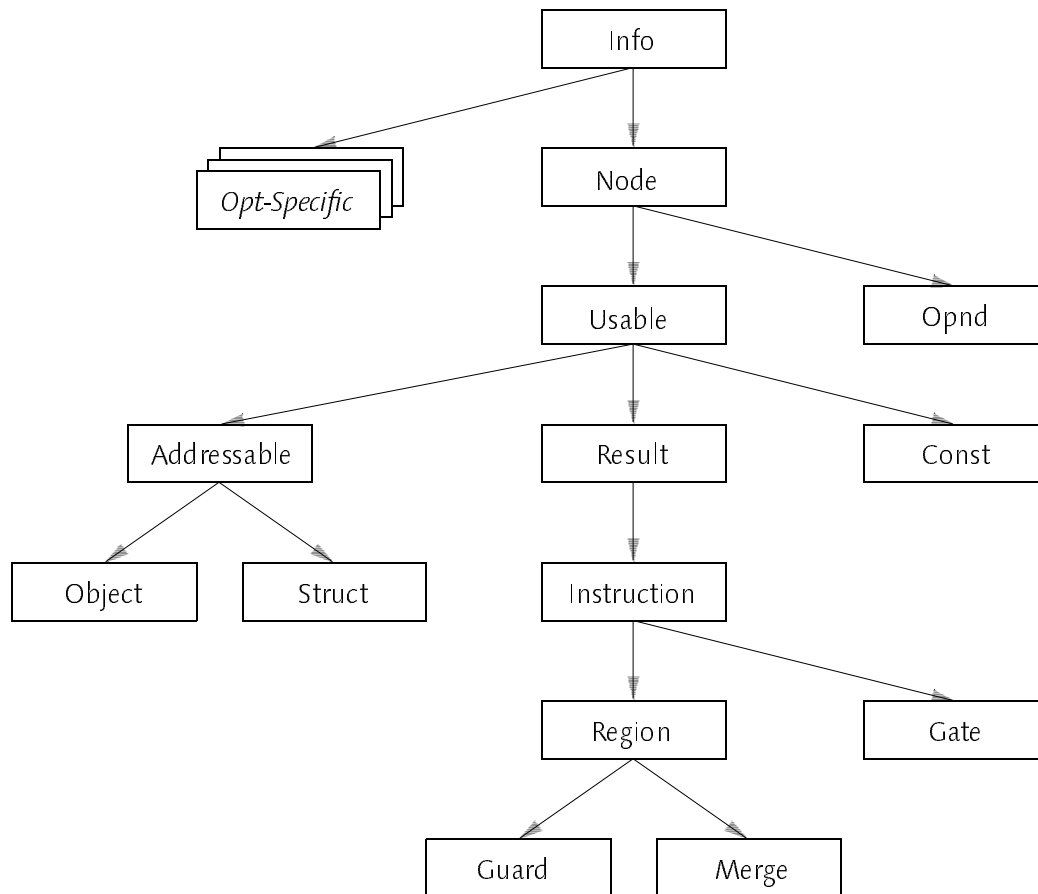 Info
Opt-Specific
Node
Usable
Opnd
Addressable
Result
Const
Object
Struct
Instruction
Region
Gate
Guard
Merge